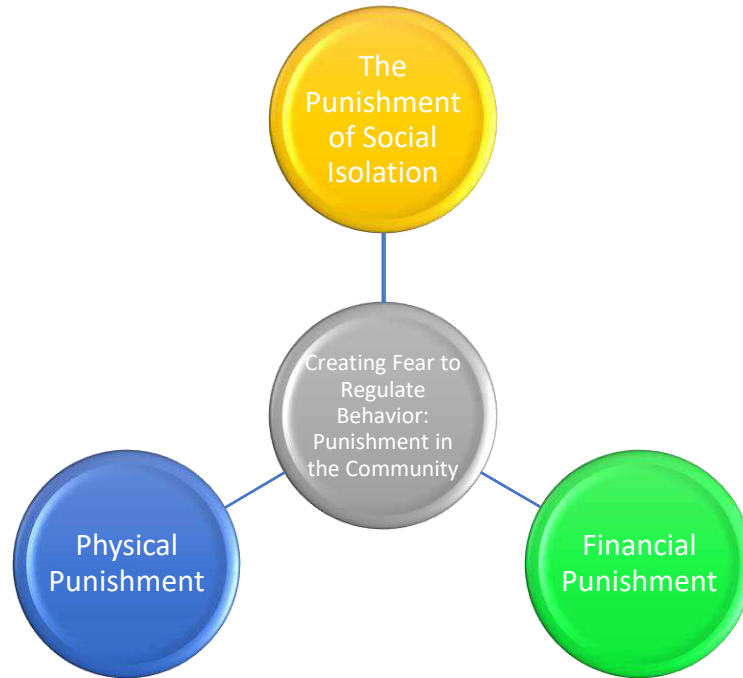 The
Punishment
of Social
Isolation
Creating Fear to
Regulate
Behavior:
Punishment in
the Community
Physical
Punishment
Financial
Punishment